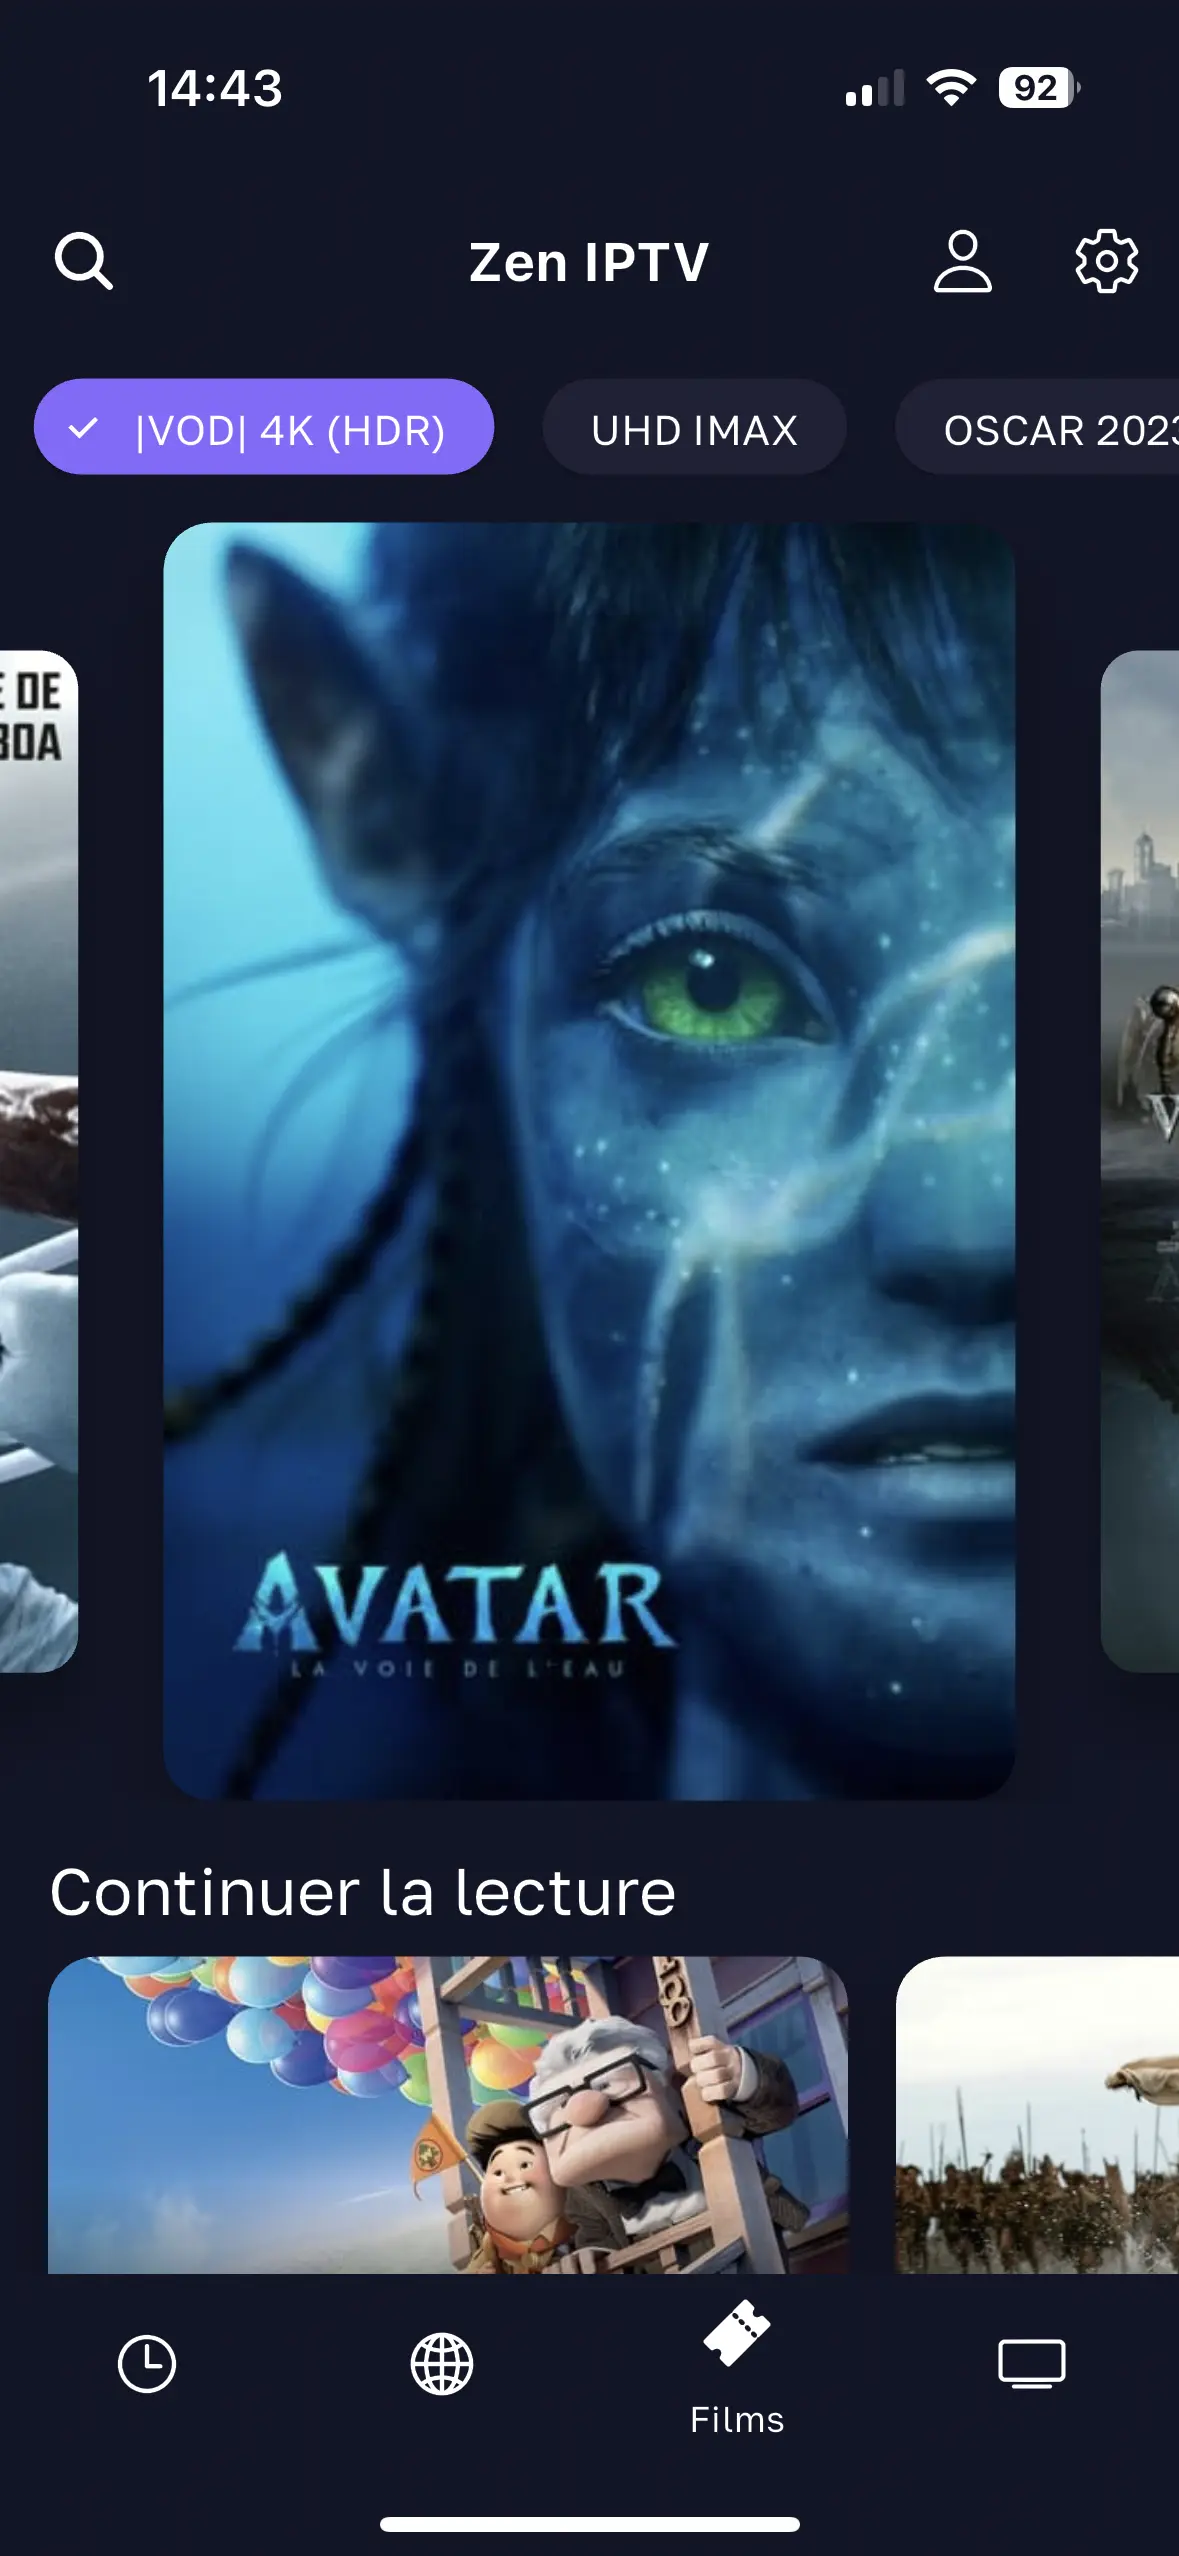 14:43
92
Zen IPTV
|VOD| 4K (HDR)
UHD IMAX
OSCAR 2023
E DE
BOA
AVATAR
LA VOIE DE L'EAU
Continuer la lecture
Films